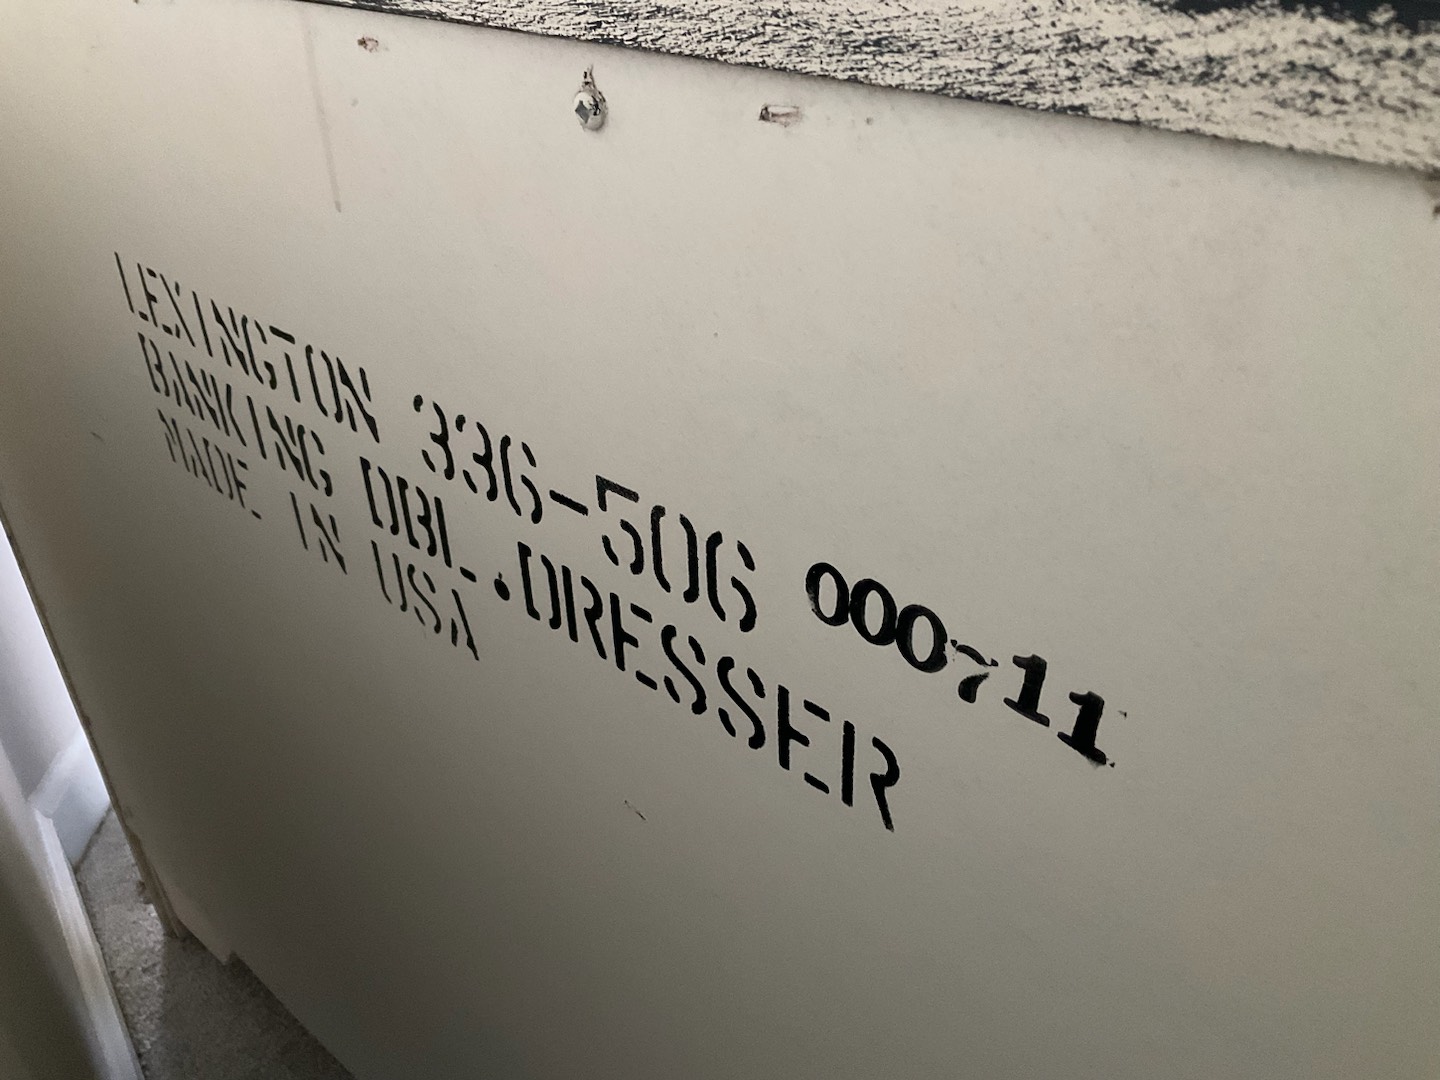 LEXINGTON 336-506 000711
BANKING DBL.DRESSER
MADE IN USA